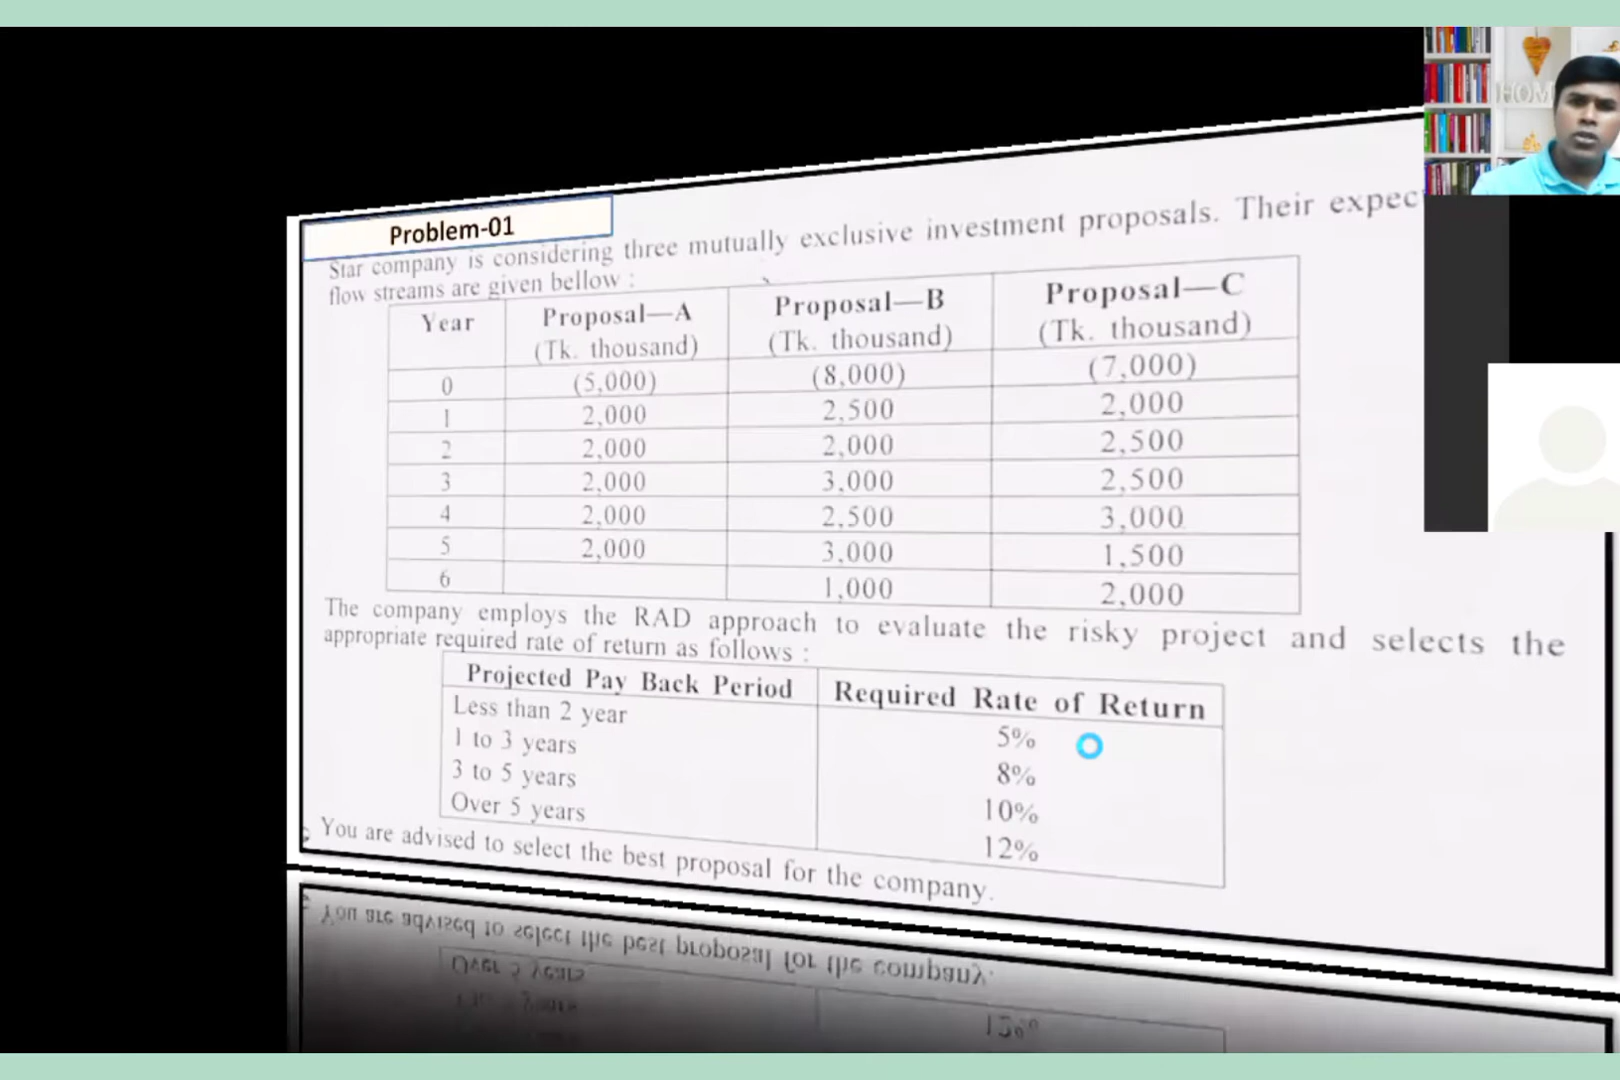 HOM
Problem-01
Star company is considering three mutually exclusive investment proposals. Their expec
flow streams are given bellow :
Year Proposal—A (Tk. thousand) Proposal—B (Tk. thousand) Proposal—C (Tk. thousand)
0 (5,000) (8,000) (7,000)
1 2,000 2,500 2,000
2 2,000 2,000 2,500
3 2,000 3,000 2,500
4 2,000 2,500 3,000
5 2,000 3,000 1,500
6 1,000 2,000
The company employs the RAD approach to evaluate the risky project and selects the
appropriate required rate of return as follows :
Projected Pay Back Period Required Rate of Return
Less than 2 year 5%
1 to 3 years 8%
3 to 5 years 10%
Over 5 years 12%
You are advised to select the best proposal for the company.